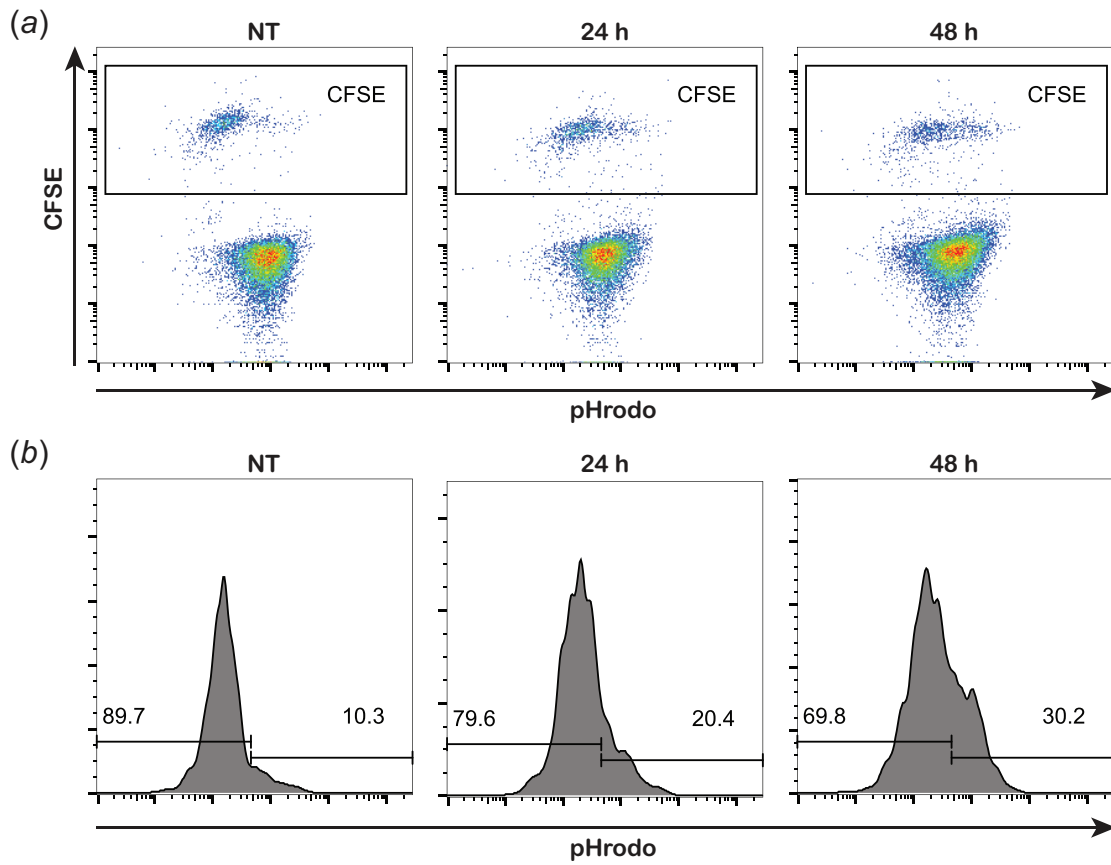 (a)
NT
24 h
48 h
CFSE
CFSE
CFSE
CFSE
pHrodo
(b)
NT
24 h
48 h
89.7
10.3
79.6
20.4
69.8
30.2
pHrodo